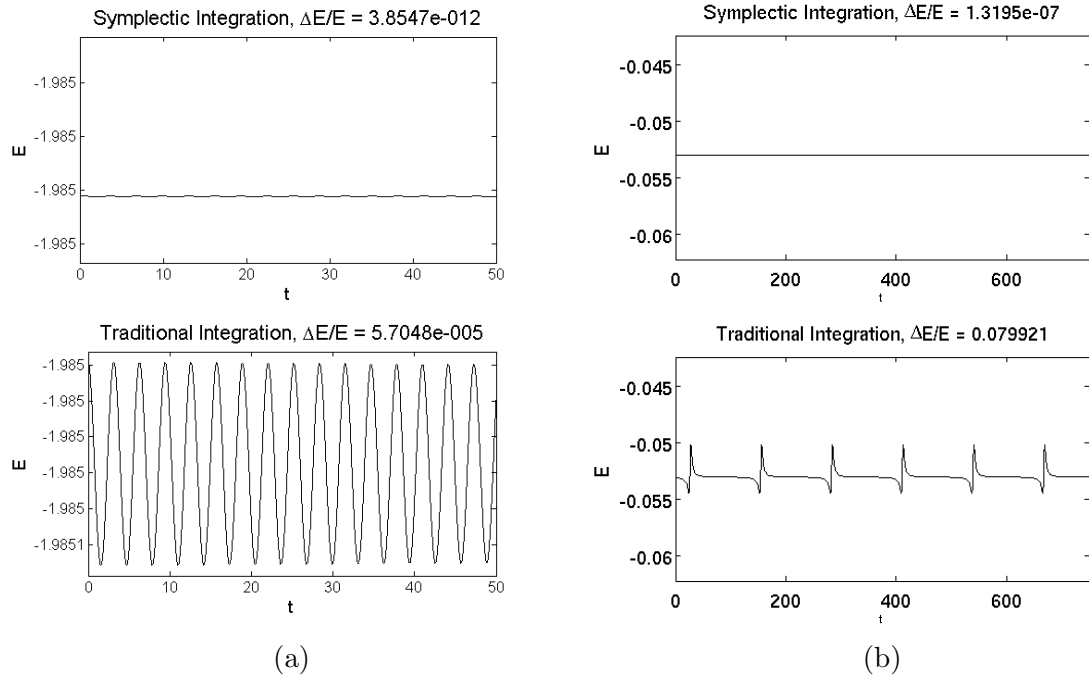 Symplectic Integration, ΔE/E = 3.8547e-012
-1.985
-1.985
-1.985
-1.985
E
0 10 20 30 40 50
t
Traditional Integration, ΔE/E = 5.7048e-005
-1.985
-1.985
-1.985
-1.985
-1.985
-1.9851
E
0 10 20 30 40 50
t
(a)
Symplectic Integration, ΔE/E = 1.3195e-07
-0.045
-0.05
-0.055
-0.06
E
0 200 400 600
t
Traditional Integration, ΔE/E = 0.079921
-0.045
-0.05
-0.055
-0.06
E
0 200 400 600
t
(b)